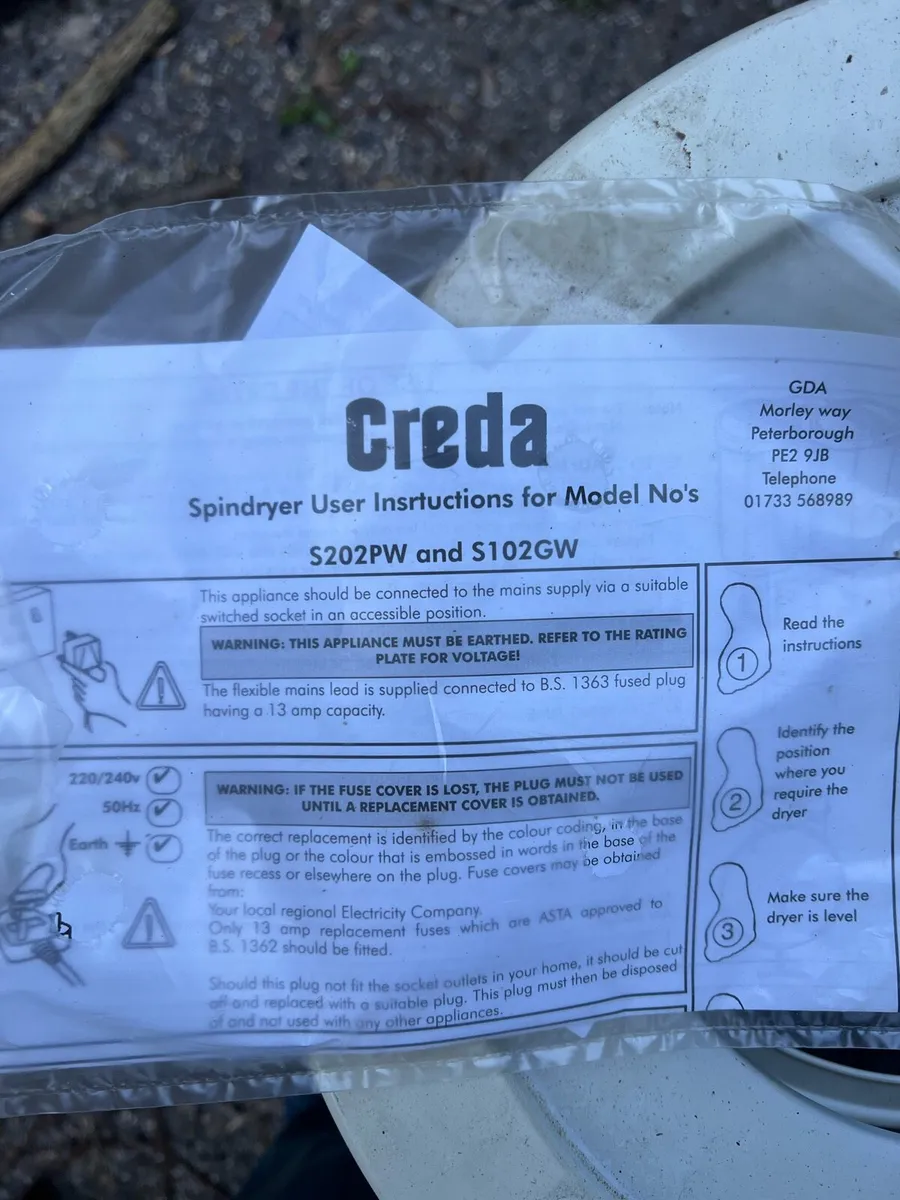 Creda
GDA
Morley way
Peterborough
PE2 9JB
Telephone
01733 568989
Spindryer User Insrtuctions for Model No's
S202PW and S102GW
This appliance should be connected to the mains supply via a suitable
switched socket in an accessible position.
WARNING: THIS APPLIANCE MUST BE EARTHED. REFER TO THE RATING
PLATE FOR VOLTAGE!
The flexible mains lead is supplied connected to B.S. 1363 fused plug
having a 13 amp capacity.
220/240v
50Hz
Earth
WARNING: IF THE FUSE COVER IS LOST, THE PLUG MUST NOT BE USED
UNTIL A REPLACEMENT COVER IS OBTAINED.
The correct replacement is identified by the colour coding, in the base
of the plug or the colour that is embossed in words in the base of the
fuse recess or elsewhere on the plug. Fuse covers may be obtained
from:
Your local regional Electricity Company.
Only 13 amp replacement fuses which are ASTA approved to
B.S. 1362 should be fitted.
Should this plug not fit the socket outlets in your home, it should be cut
off and replaced with a suitable plug. This plug must then be disposed
of and not used with any other appliances.
1
Read the
instructions
2
Identify the
position
where you
require the
dryer
3
Make sure the
dryer is level